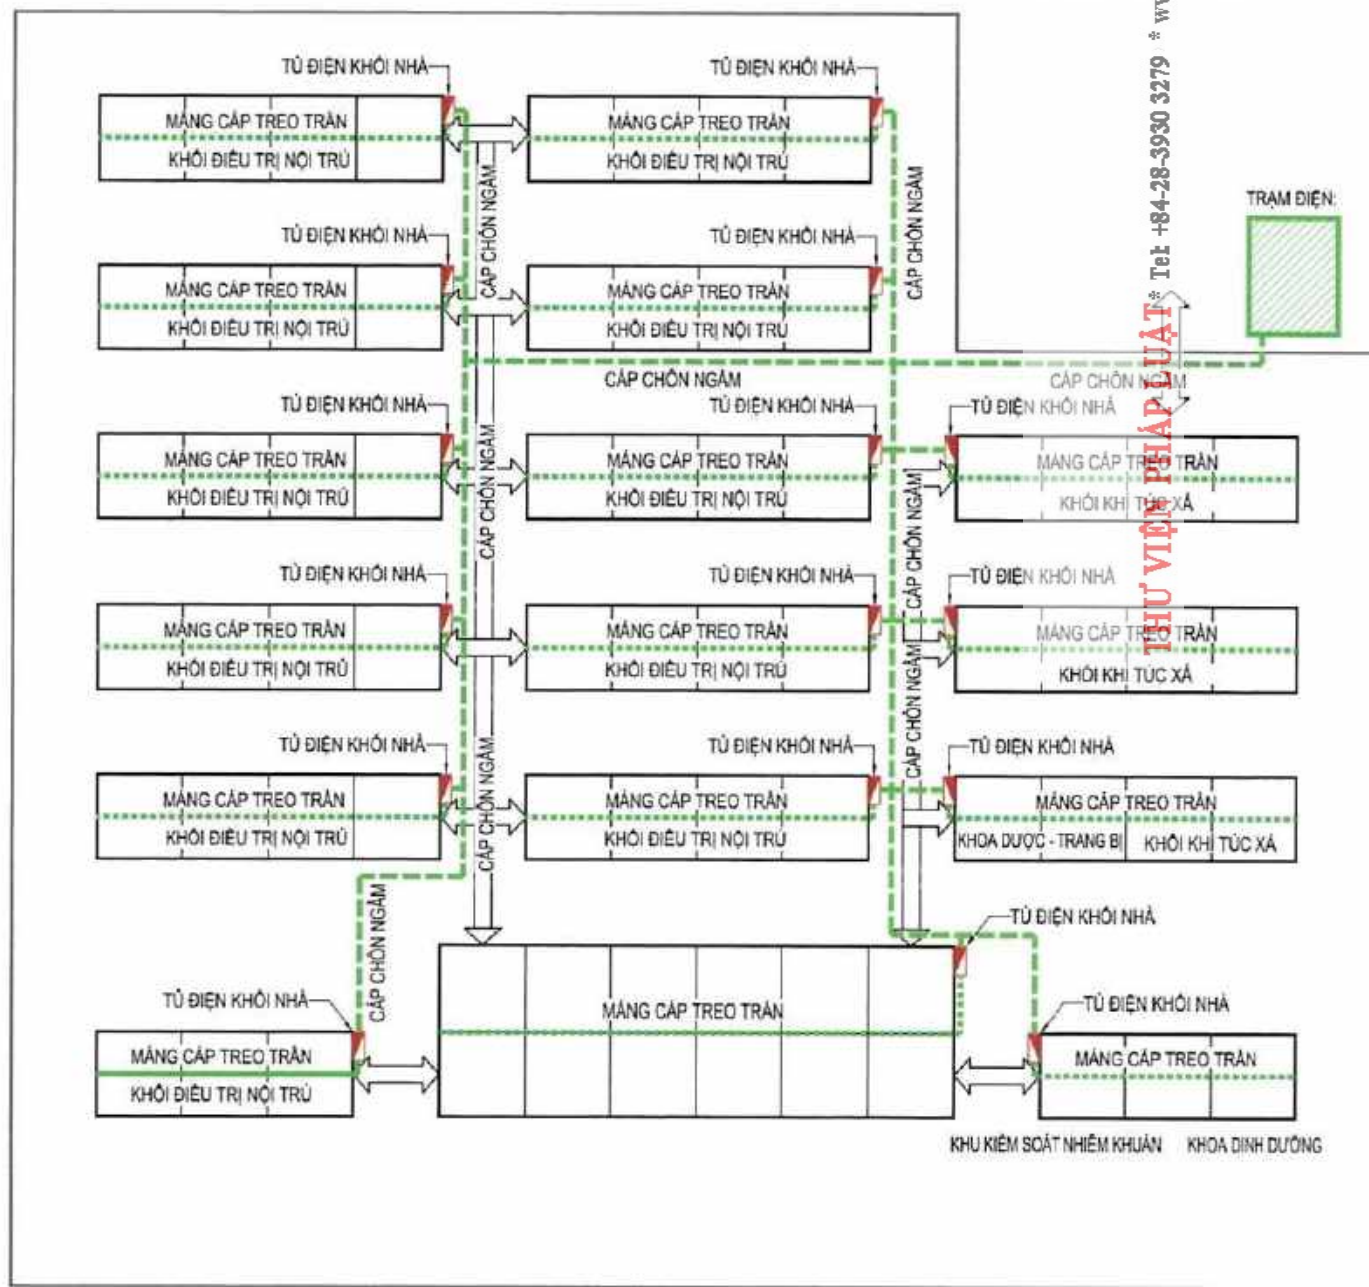 TỦ ĐIỆN KHỐI NHÀ
TỦ ĐIỆN KHỐI NHÀ
MÁNG CÁP TREO TRẦN
KHỐI ĐIỀU TRỊ NỘI TRÚ
MÁNG CÁP TREO TRẦN
KHỐI ĐIỀU TRỊ NỘI TRÚ
CÁP CHÔN NGẦM
CÁP CHÔN NGẦM
TRẠM ĐIỆN:
TỦ ĐIỆN KHỐI NHÀ
TỦ ĐIỆN KHỐI NHÀ
MÁNG CÁP TREO TRẦN
KHỐI ĐIỀU TRỊ NỘI TRÚ
MÁNG CÁP TREO TRẦN
KHỐI ĐIỀU TRỊ NỘI TRÚ
CÁP CHÔN NGẦM
CÁP CHÔN NGẦM
TỦ ĐIỆN KHỐI NHÀ
TỦ ĐIỆN KHỐI NHÀ
TỦ ĐIỆN KHỐI NHÀ
MÁNG CÁP TREO TRẦN
KHỐI ĐIỀU TRỊ NỘI TRÚ
MÁNG CÁP TREO TRẦN
KHỐI ĐIỀU TRỊ NỘI TRÚ
MÁNG CÁP TREO TRẦN
KHỐI KHI TÚC XÁ
CÁP CHÔN NGẦM
CÁP CHÔN NGẦM
TỦ ĐIỆN KHỐI NHÀ
TỦ ĐIỆN KHỐI NHÀ
TỦ ĐIỆN KHỐI NHÀ
MÁNG CÁP TREO TRẦN
KHỐI ĐIỀU TRỊ NỘI TRÚ
MÁNG CÁP TREO TRẦN
KHỐI ĐIỀU TRỊ NỘI TRÚ
MÁNG CÁP TREO TRẦN
KHỐI KHI TÚC XÁ
CÁP CHÔN NGẦM
CÁP CHÔN NGẦM
TỦ ĐIỆN KHỐI NHÀ
TỦ ĐIỆN KHỐI NHÀ
TỦ ĐIỆN KHỐI NHÀ
MÁNG CÁP TREO TRẦN
KHỐI ĐIỀU TRỊ NỘI TRÚ
MÁNG CÁP TREO TRẦN
KHỐI ĐIỀU TRỊ NỘI TRÚ
MÁNG CÁP TREO TRẦN
KHOA DƯỢC - TRANG BỊ
KHỐI KHI TÚC XÁ
CÁP CHÔN NGẦM
CÁP CHÔN NGẦM
TỦ ĐIỆN KHỐI NHÀ
TỦ ĐIỆN KHỐI NHÀ
MÁNG CÁP TREO TRẦN
TỦ ĐIỆN KHỐI NHÀ
MÁNG CÁP TREO TRẦN
KHỐI ĐIỀU TRỊ NỘI TRÚ
MÁNG CÁP TREO TRẦN
KHU KIỂM SOÁT NHIỄM KHUẨN
KHOA DINH DƯỠNG
THƯ VIỆN PHÁP LUẬT * Tel: +84-28-3930 3279 *